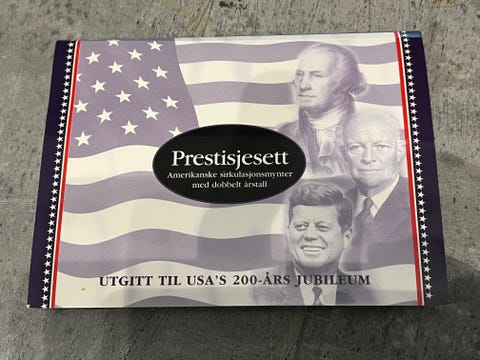 Prestisjesett
Amerikanske sirkulasjonsmynter
med dobbelt årstall
UTGITT TIL USA'S 200-ÅRS JUBILEUM